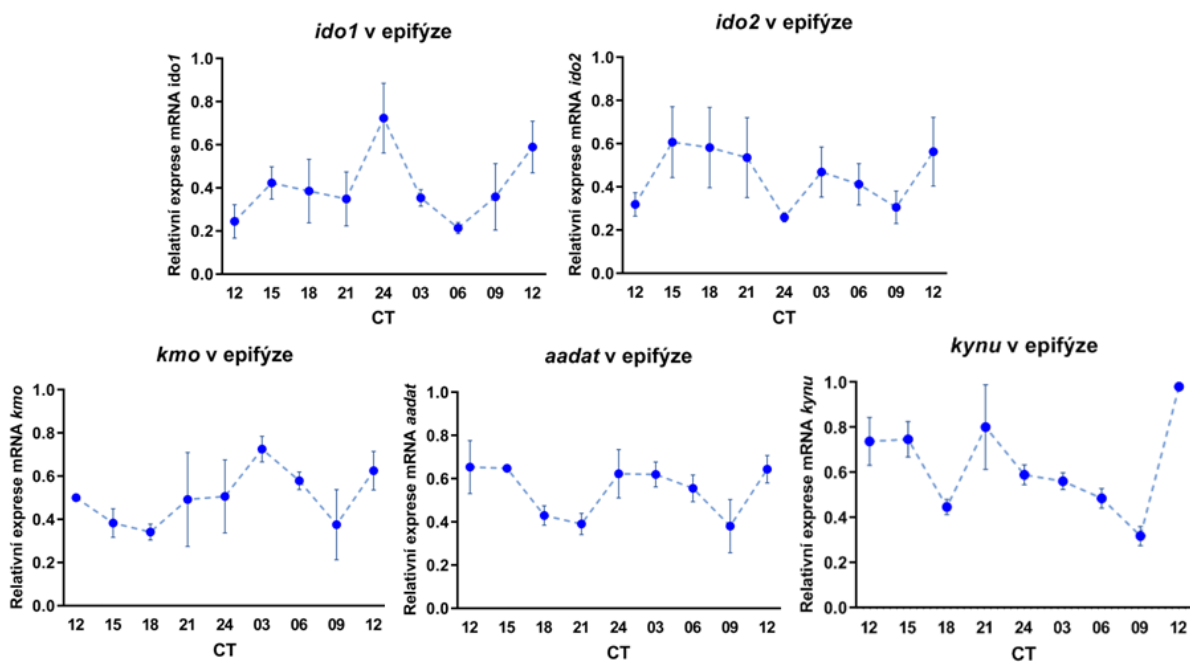 ido1 v epifýze
Relativní exprese mRNA ido1
1.0
0.8
0.6
0.4
0.2
0.0
12 15 18 21 24 03 06 09 12
CT
ido2 v epifýze
Relativní exprese mRNA ido2
1.0
0.8
0.6
0.4
0.2
0.0
12 15 18 21 24 03 06 09 12
CT
kmo v epifýze
Relativní exprese mRNA kmo
1.0
0.8
0.6
0.4
0.2
0.0
12 15 18 21 24 03 06 09 12
CT
aadat v epifýze
Relativní exprese mRNA aadat
1.0
0.8
0.6
0.4
0.2
0.0
12 15 18 21 24 03 06 09 12
CT
kynu v epifýze
Relativní exprese mRNA kynu
1.0
0.8
0.6
0.4
0.2
0.0
12 15 18 21 24 03 06 09 12
CT